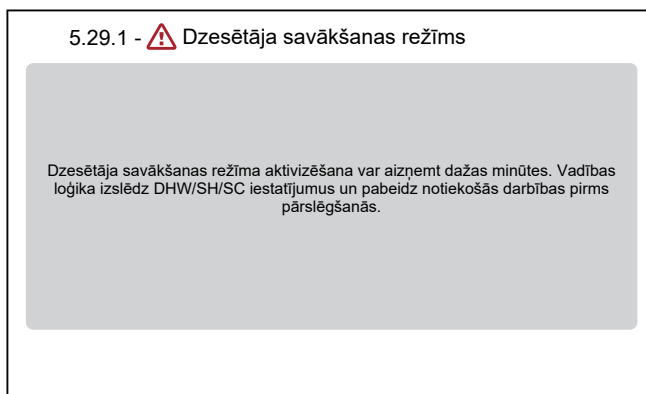 5.29.1 - Dzesētāja savākšanas režīms
Dzesētāja savākšanas režīma aktivizēšana var aizņemt dažas minūtes. Vadības
loģika izslēdz DHW/SH/SC iestatījumus un pabeidz notiekošās darbības pirms
pārslēgšanās.